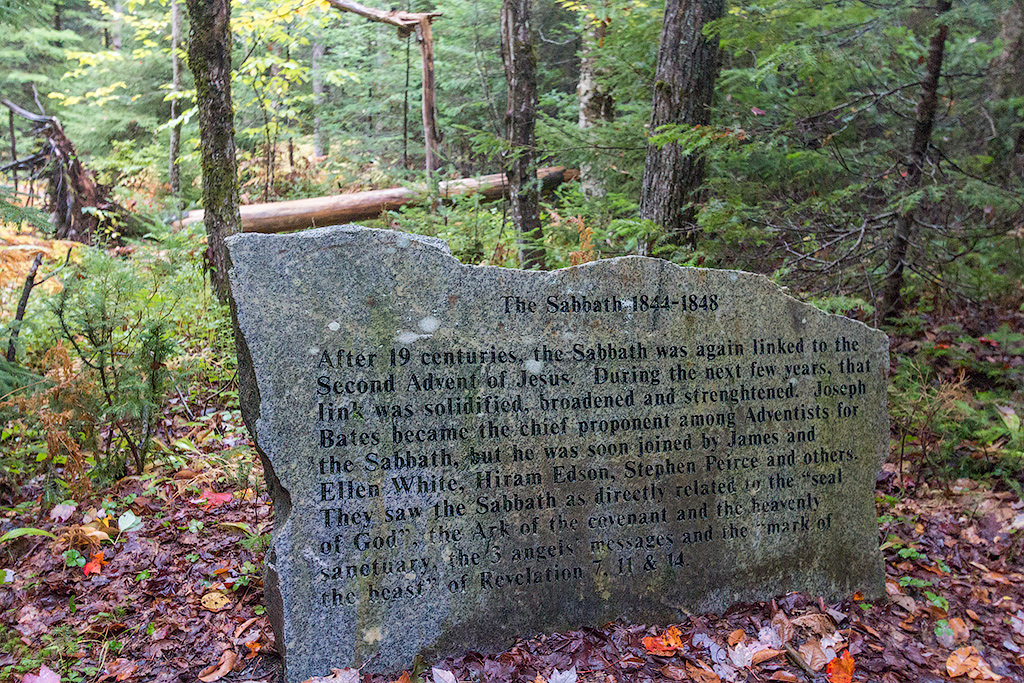 The Sabbath 1844-1848
After 19 centuries, the Sabbath was again linked to the
Second Advent of Jesus. During the next few years, that
link was solidified, broadened and strenghtened. Joseph
Bates became the chief proponent among Adventists for
the Sabbath, but he was soon joined by James and
Ellen White, Hiram Edson, Stephen Peirce and others.
They saw the Sabbath as directly related to the "seal
of God", the Ark of the covenant and the heavenly
sanctuary, the 3 angels' messages and the "mark of
the beast" of Revelation 7, 11 & 14.